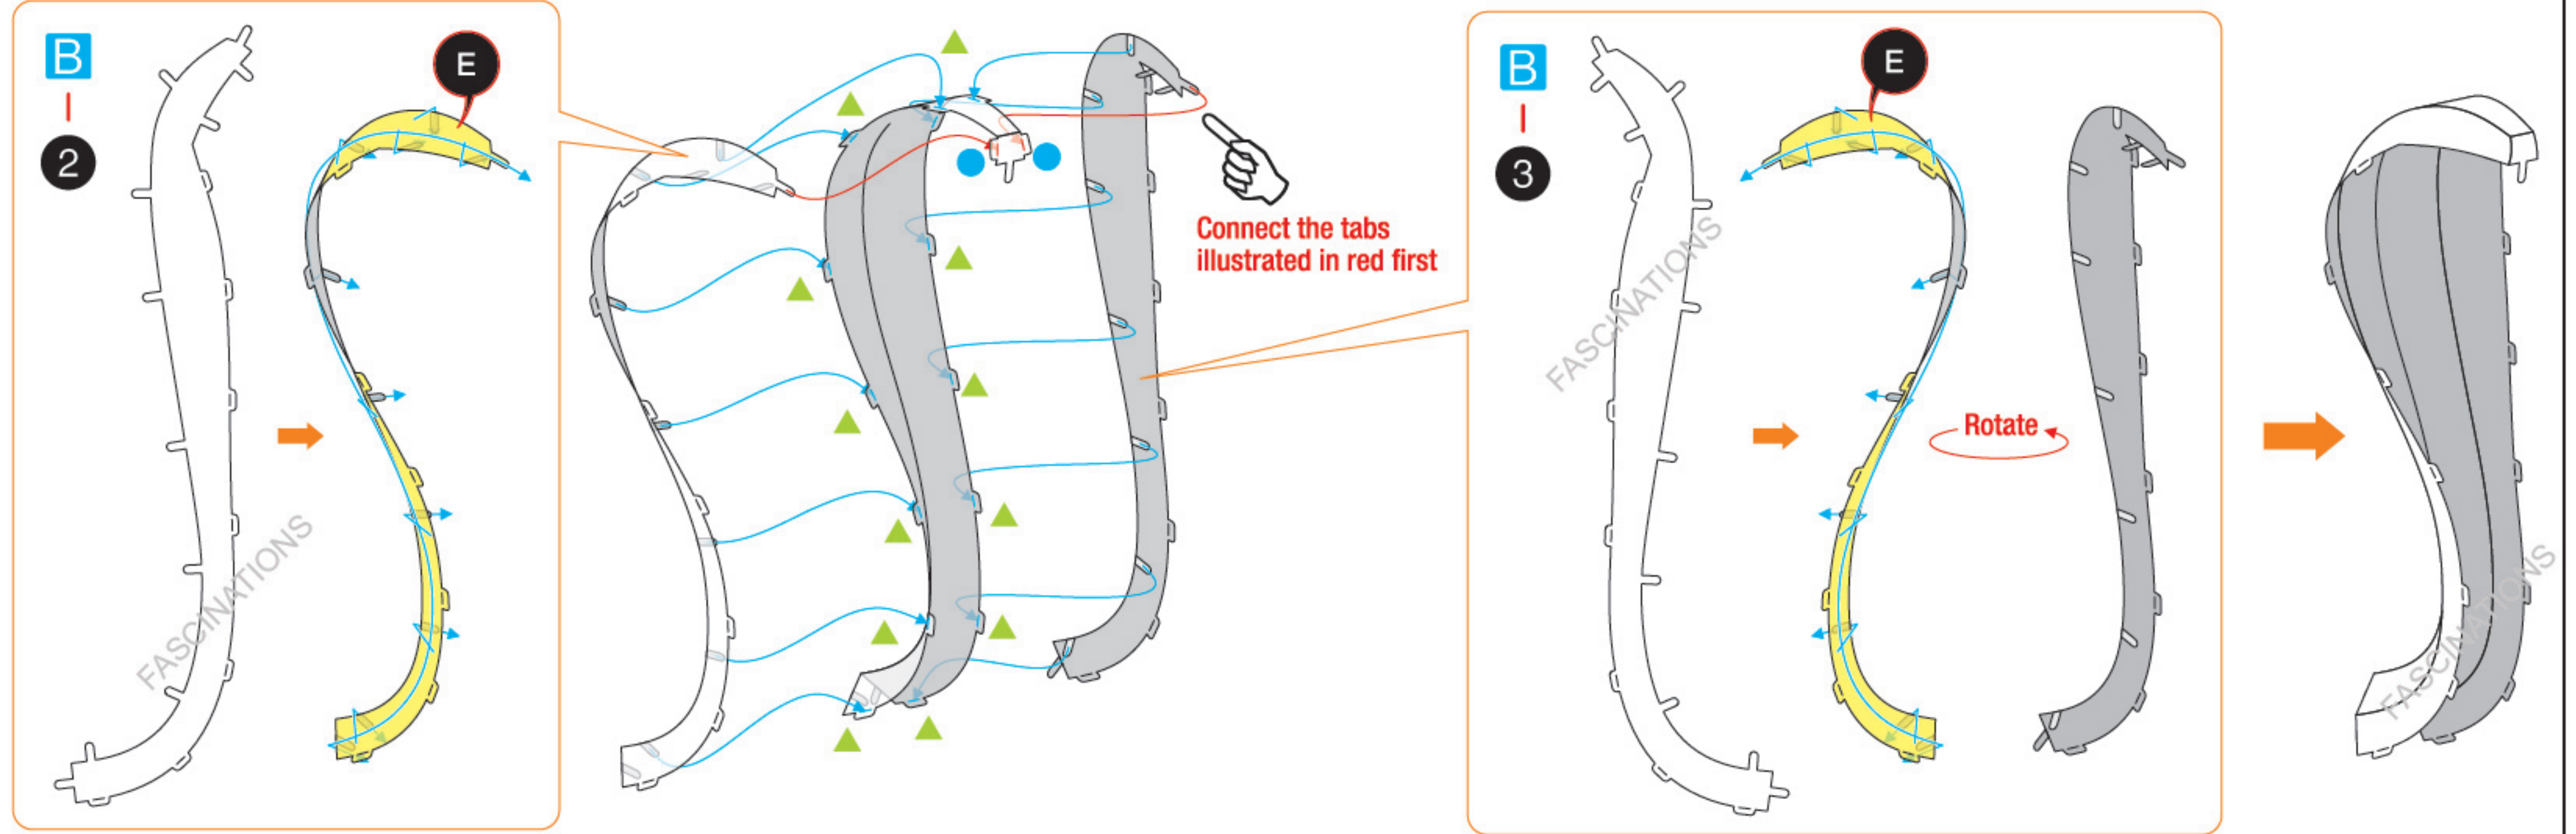 B
2
E
FASCINATIONS
Connect the tabs
illustrated in red first
B
3
E
FASCINATIONS
Rotate
FASCINATIONS